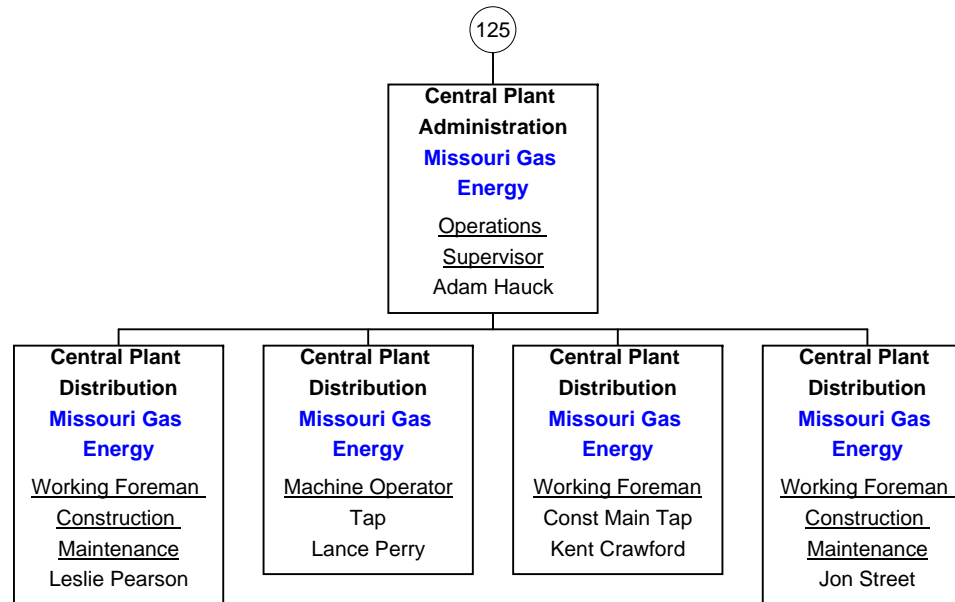 125
Central Plant
Administration
Missouri Gas
Energy
Operations
Supervisor
Adam Hauck
Central Plant
Distribution
Missouri Gas
Energy
Working Foreman
Construction
Maintenance
Leslie Pearson
Central Plant
Distribution
Missouri Gas
Energy
Machine Operator
Tap
Lance Perry
Central Plant
Distribution
Missouri Gas
Energy
Working Foreman
Const Main Tap
Kent Crawford
Central Plant
Distribution
Missouri Gas
Energy
Working Foreman
Construction
Maintenance
Jon Street